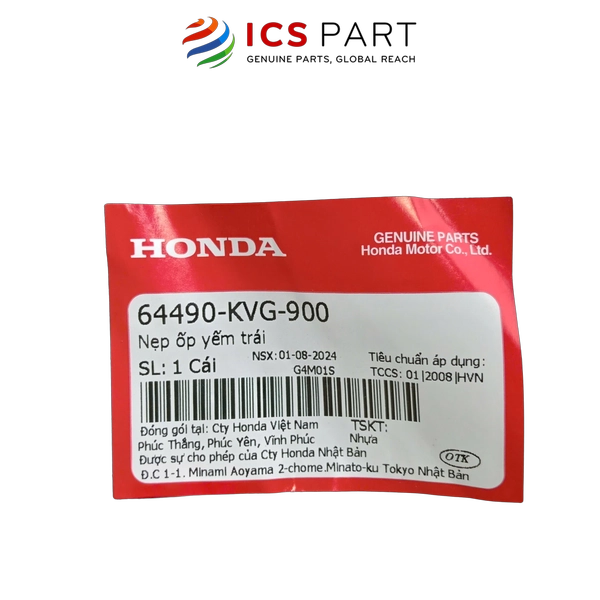 ICS PART
GENUINE PARTS, GLOBAL REACH
HONDA
GENUINE PARTS
Honda Motor Co., Ltd.
64490-KVG-900
Nẹp ốp yếm trái
SL: 1 Cái
NSX: 01-08-2024
G4M01S
Tiêu chuẩn áp dụng:
TCCS: 01|2008|HVN
Đóng gói tại: Cty Honda Việt Nam
Phúc Thắng, Phúc Yên, Vĩnh Phúc
TSKT:
Nhựa
Được sự cho phép của Cty Honda Nhật Bản
Đ.C 1-1. Minami Aoyama 2-chome.Minato-ku Tokyo Nhật Bản
OTK